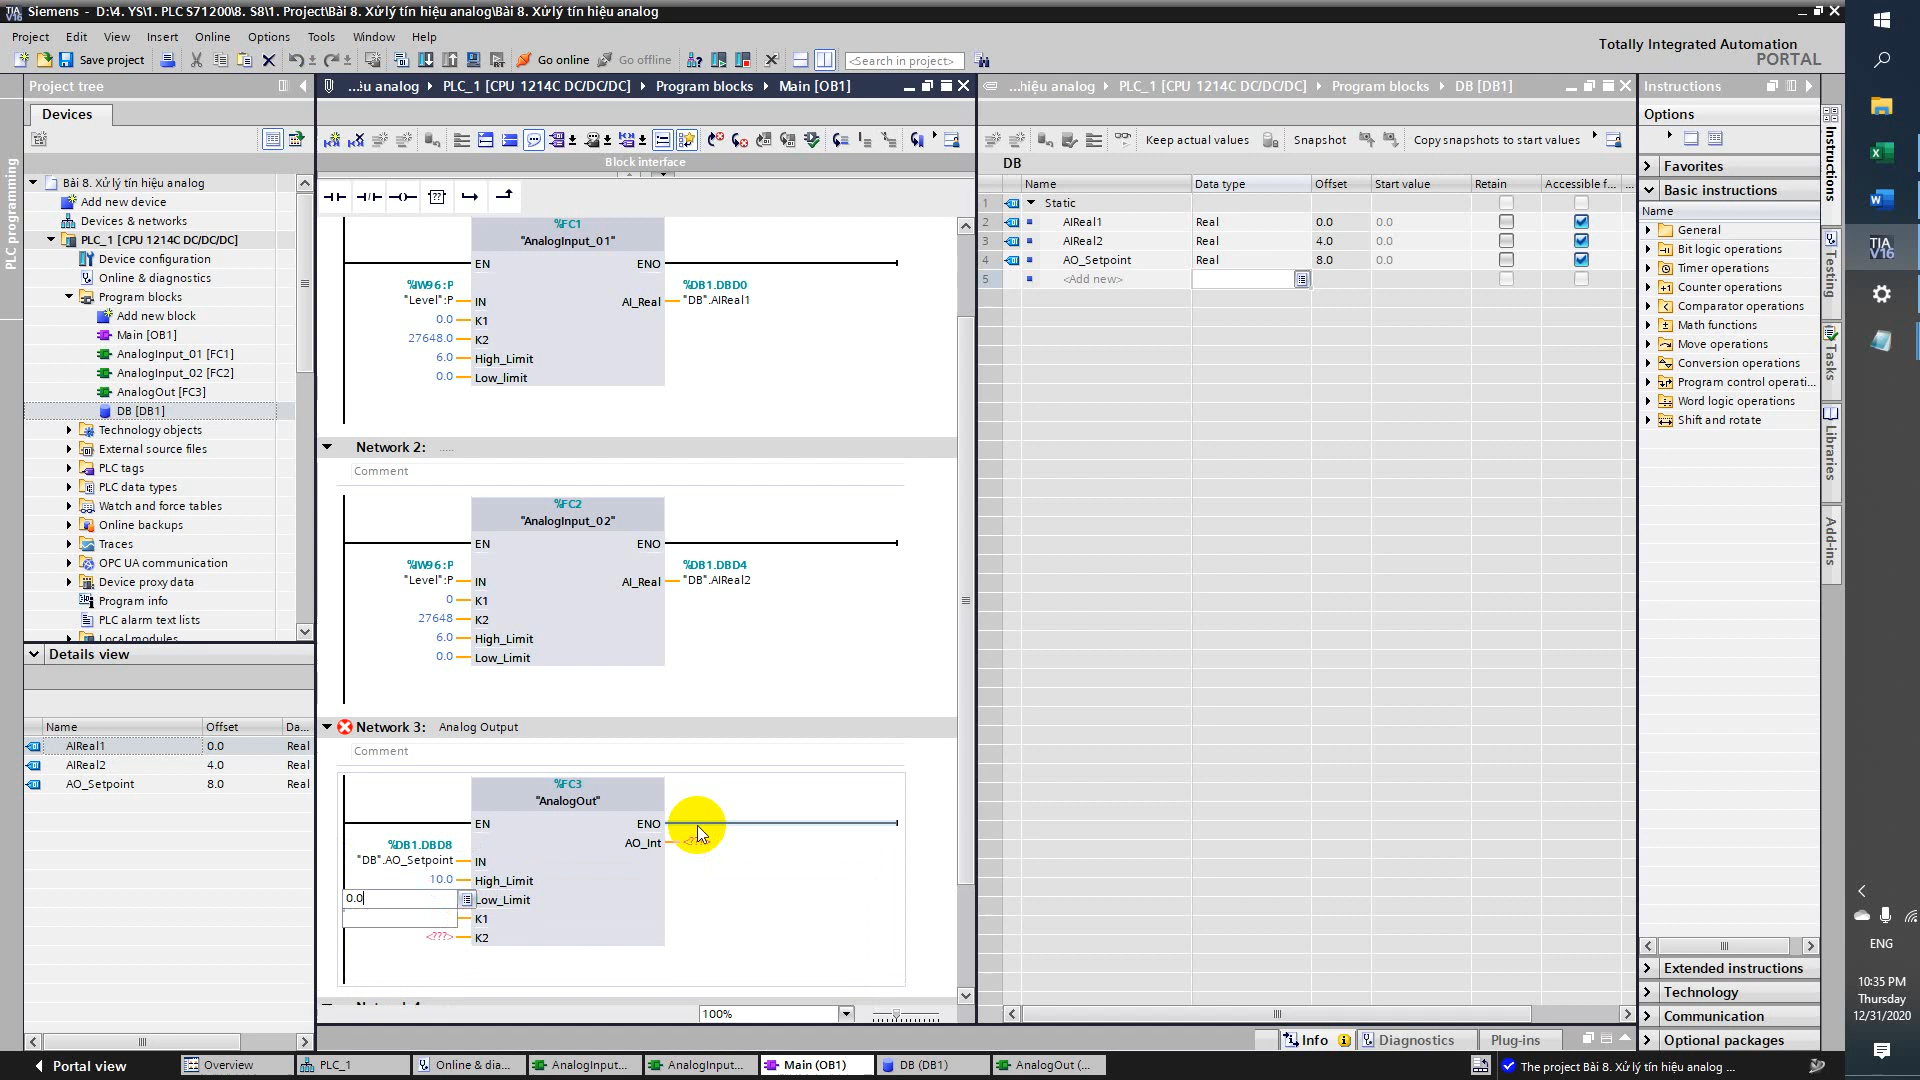 Siemens - D:\4. YS\1. PLC S71200\8. S8\1. Project\Bài 8. Xử lý tín hiệu analog\Bài 8. Xử lý tín hiệu analog
Project Edit View Insert Online Options Tools Window Help
Save project Go online Go offline <Search in project>
Totally Integrated Automation
PORTAL
Project tree
Devices
PLC programming
Bài 8. Xử lý tín hiệu analog
Add new device
Devices & networks
PLC_1 [CPU 1214C DC/DC/DC]
Device configuration
Online & diagnostics
Program blocks
Add new block
Main [OB1]
AnalogInput_01 [FC1]
AnalogInput_02 [FC2]
AnalogOut [FC3]
DB [DB1]
Technology objects
External source files
PLC tags
PLC data types
Watch and force tables
Online backups
Traces
OPC UA communication
Device proxy data
Program info
PLC alarm text lists
Local modules
Details view
Name Offset Da...
AIReal1 0.0 Real
AIReal2 4.0 Real
AO_Setpoint 8.0 Real
...ệu analog PLC_1 [CPU 1214C DC/DC/DC] Program blocks Main [OB1]
Block interface
%FC1
"AnalogInput_01"
EN ENO
%IW96:P
"Level":P IN
AI_Real
%DB1.DBD0
"DB".AIReal1
0.0 K1
27648.0 K2
6.0 High_Limit
0.0 Low_limit
Network 2: .....
Comment
%FC2
"AnalogInput_02"
EN ENO
%IW96:P
"Level":P IN
AI_Real
%DB1.DBD4
"DB".AIReal2
0 K1
27648 K2
6.0 High_Limit
0.0 Low_Limit
Network 3: Analog Output
Comment
%FC3
"AnalogOut"
EN ENO
AO_Int <???>
%DB1.DBD8
"DB".AO_Setpoint IN
10.0 High_Limit
0.0 Low_Limit
K1
<???> K2
100%
...hiệu analog PLC_1 [CPU 1214C DC/DC/DC] Program blocks DB [DB1]
Keep actual values Snapshot Copy snapshots to start values
DB
Name Data type Offset Start value Retain Accessible f... ...
1 Static
2 AIReal1 Real 0.0 0.0
3 AIReal2 Real 4.0 0.0
4 AO_Setpoint Real 8.0 0.0
5 <Add new>
Instructions
Options
Favorites
Basic instructions
Name
General
Bit logic operations
Timer operations
Counter operations
Comparator operations
Math functions
Move operations
Conversion operations
Program control operati...
Word logic operations
Shift and rotate
Extended instructions
Technology
Communication
Optional packages
Instructions
Testing
Tasks
Libraries
Add-ins
Info Diagnostics Plug-ins
Portal view Overview PLC_1 Online & dia... AnalogInput... AnalogInput... Main (OB1) DB (DB1) AnalogOut (...
The project Bài 8. Xử lý tín hiệu analog ...
TIA
V16
ENG
10:35 PM
Thursday
12/31/2020